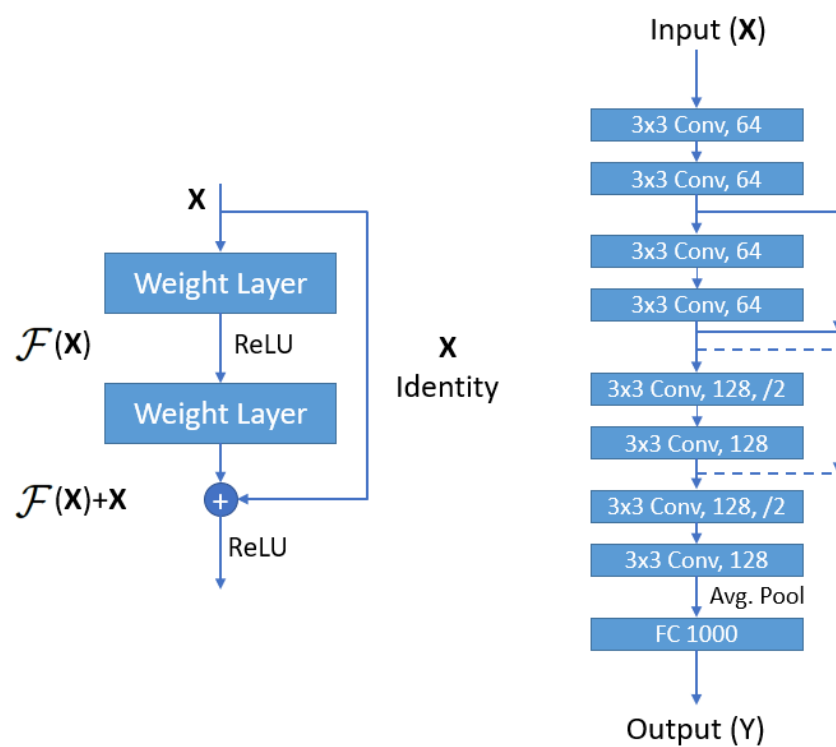 X
Weight Layer
ℱ(X)
ReLU
X
Identity
Weight Layer
+
ℱ(X)+X
ReLU
Input (X)
3x3 Conv, 64
3x3 Conv, 64
3x3 Conv, 64
3x3 Conv, 64
3x3 Conv, 128, /2
3x3 Conv, 128
3x3 Conv, 128, /2
3x3 Conv, 128
Avg. Pool
FC 1000
Output (Y)